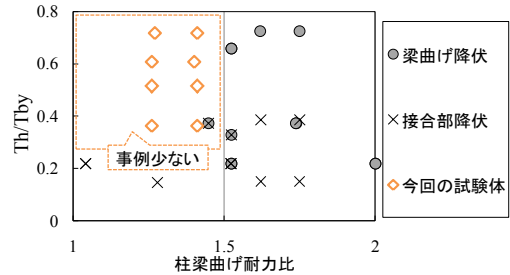 0.8
0.6
0.4
0.2
0
Th/Tby
事例少ない
1
1.5
2
柱梁曲げ耐力比
梁曲げ降伏
接合部降伏
今回の試験体